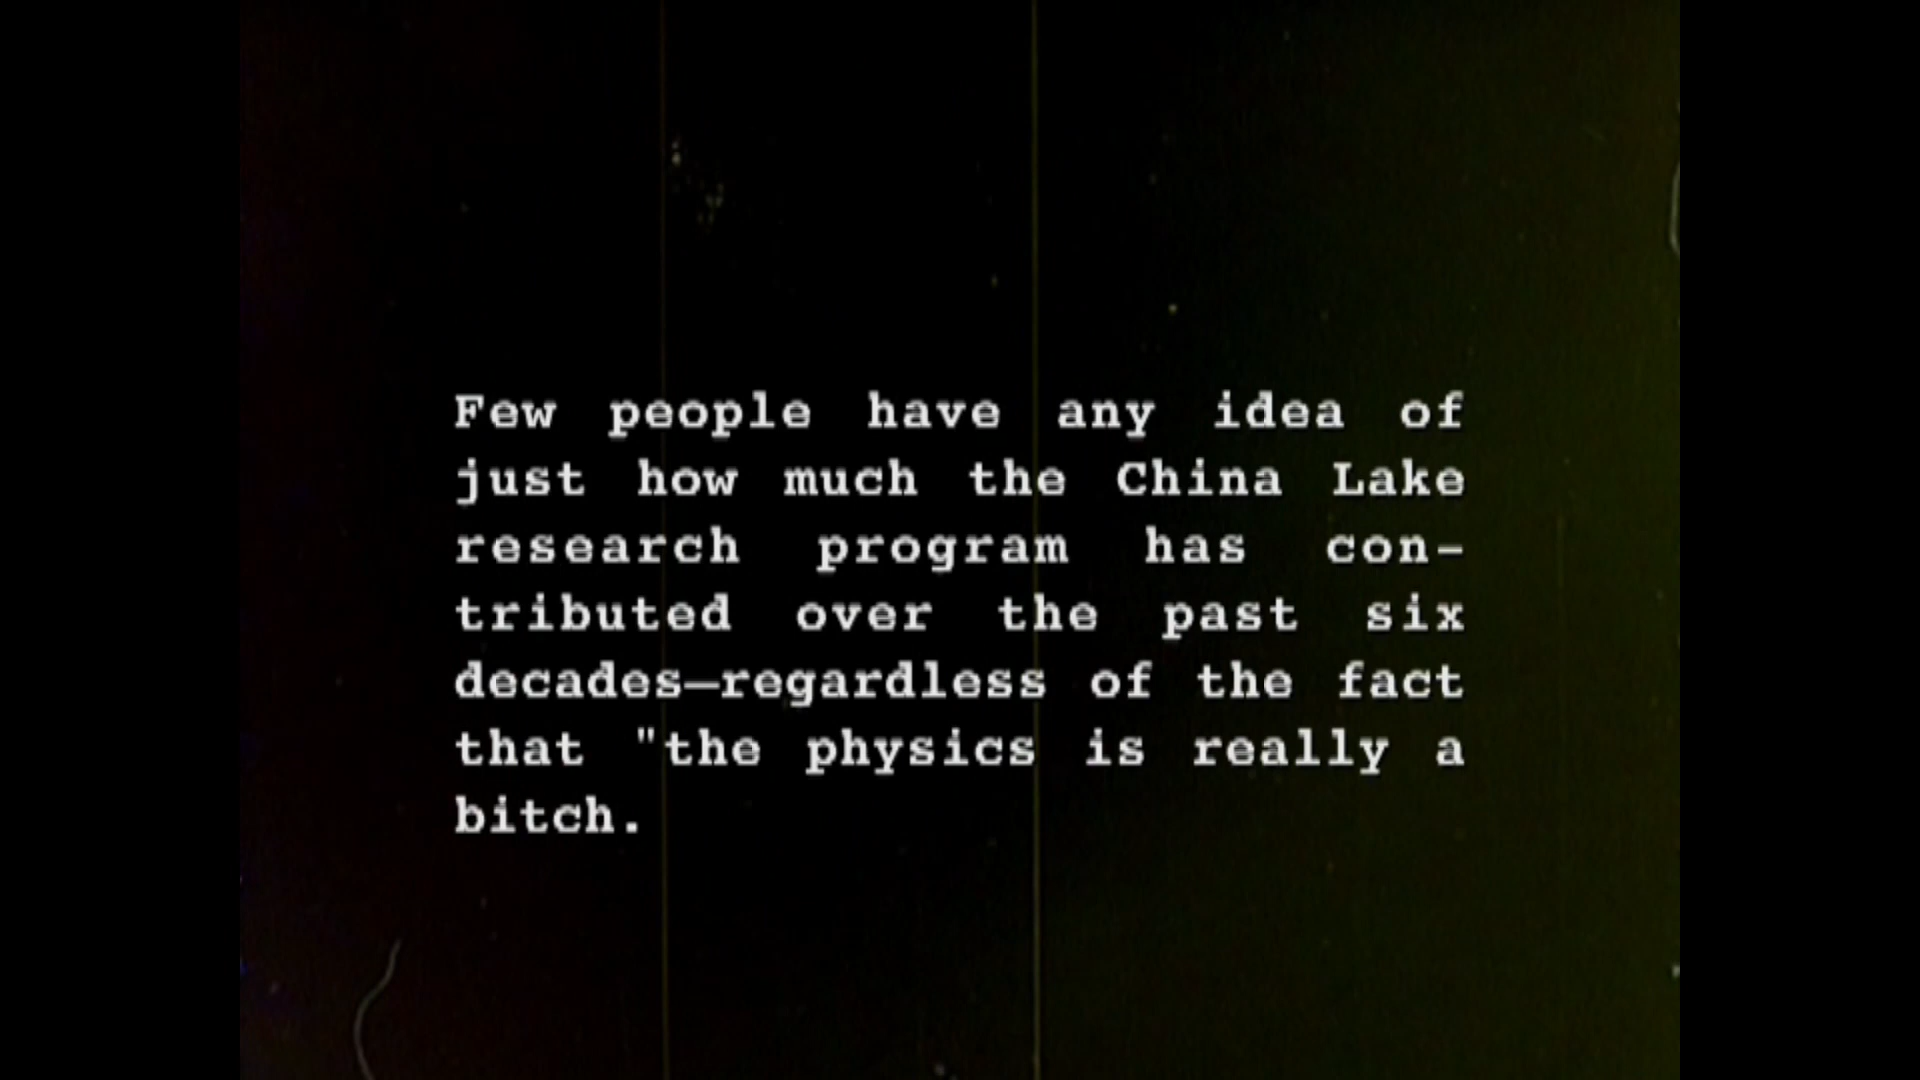 Few people have any idea of
just how much the China Lake
research program has con-
tributed over the past six
decades—regardless of the fact
that "the physics is really a
bitch.